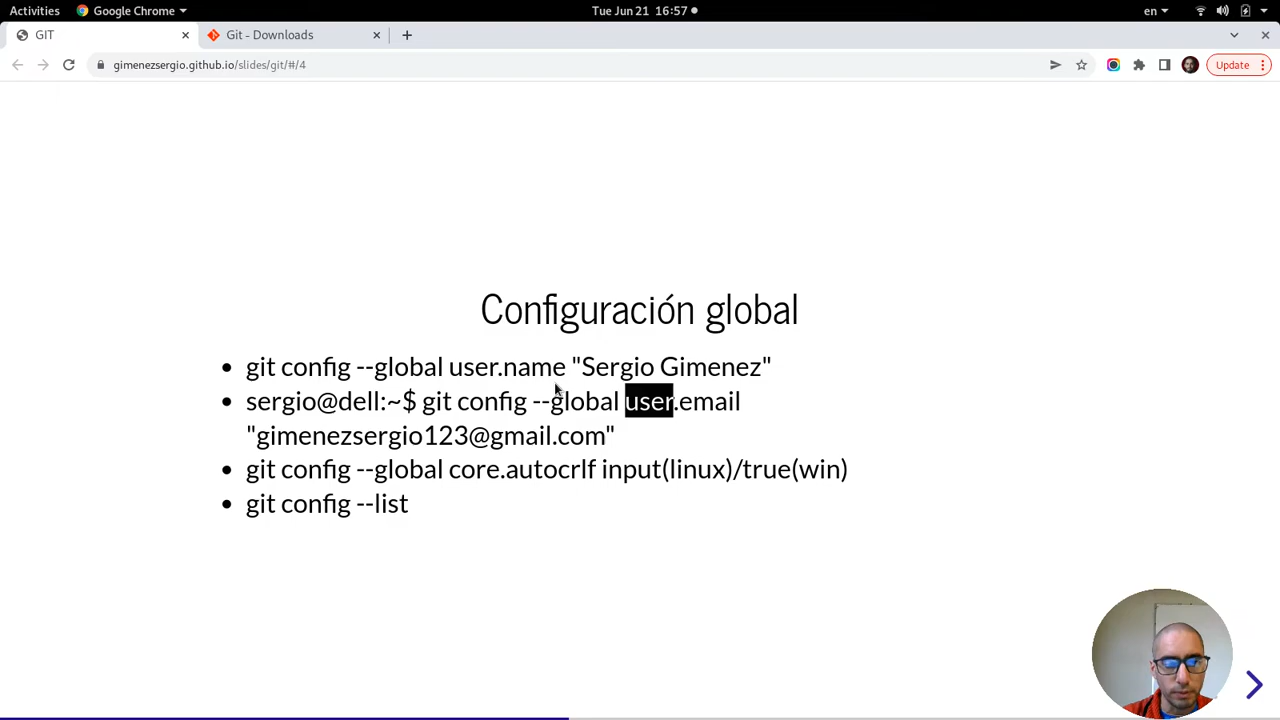 Activities Google Chrome Tue Jun 21 16:57 en
GIT Git - Downloads
gimenezsergio.github.io/slides/git/#/4 Update
Configuración global
git config --global user.name "Sergio Gimenez"
sergio@dell:~$ git config --global user.email
"gimenezsergio123@gmail.com"
git config --global core.autocrlf input(linux)/true(win)
git config --list